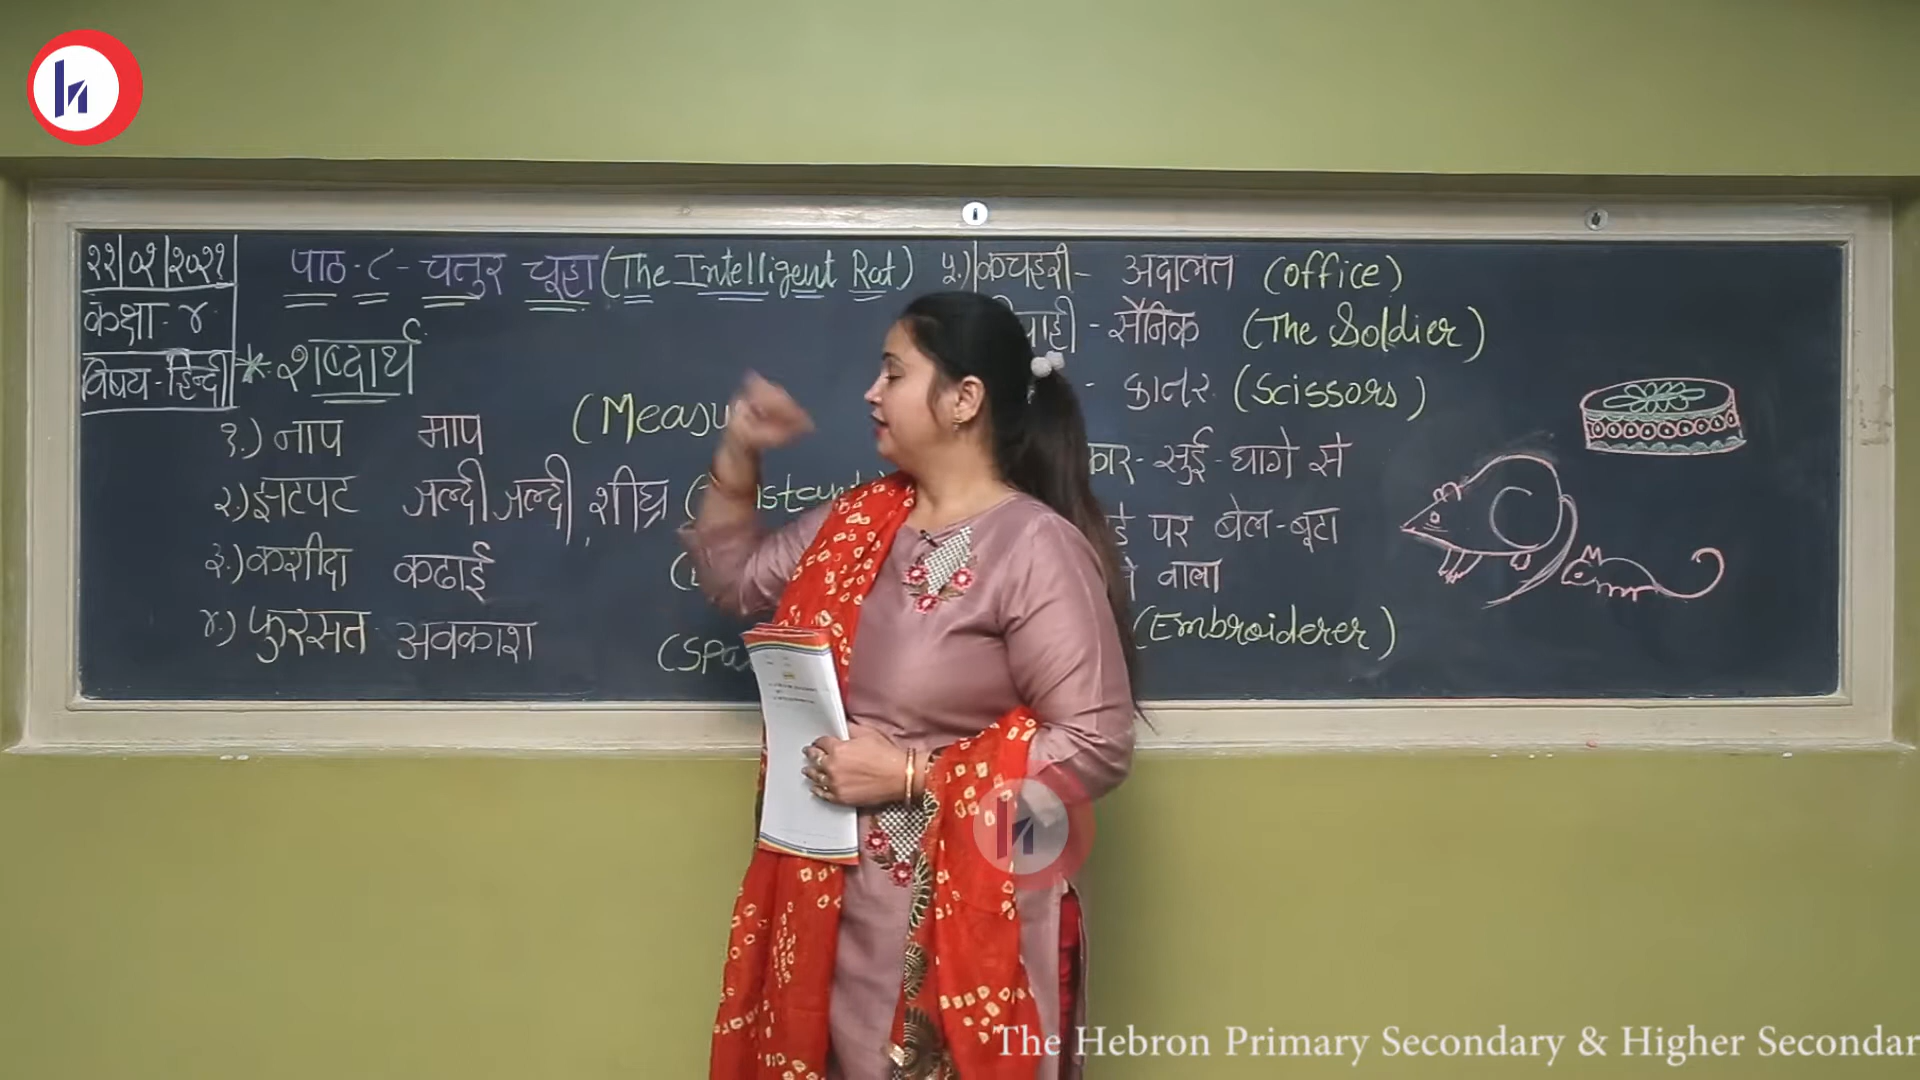 २२|०१|२०२१
कक्षा - ४
विषय - हिन्दी
पाठ - ८ - चतुर चूहा (The Intelligent Rat)
* शब्दार्थ
१.) नाप माप (Measu
२.) झटपट जल्दी जल्दी, शीघ्र
३.) कशीदा कढाई
४.) फुरसत अवकाश (Spa
५.) कचहरी - अदालत (office)
- सैनिक (The Soldier)
- (Scissors)
कार - सुई - धागे से
पर बेल - बूटा
वाला
(Embroiderer)
The Hebron Primary Secondary & Higher Secondar